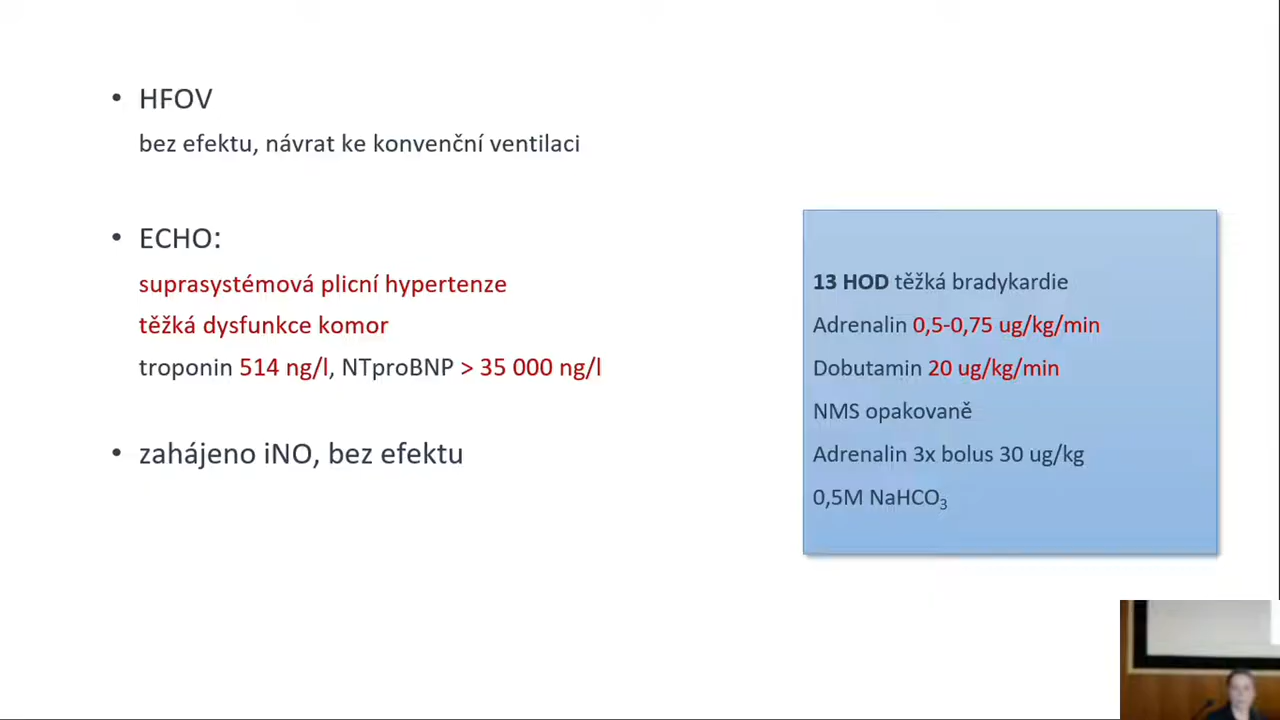 • HFOV
bez efektu, návrat ke konvenční ventilaci
• ECHO:
suprasystémová plicní hypertenze
těžká dysfunkce komor
troponin 514 ng/l, NTproBNP > 35 000 ng/l
• zahájeno iNO, bez efektu
13 HOD těžká bradykardie
Adrenalin 0,5-0,75 ug/kg/min
Dobutamin 20 ug/kg/min
NMS opakovaně
Adrenalin 3x bolus 30 ug/kg
0,5M NaHCO₃